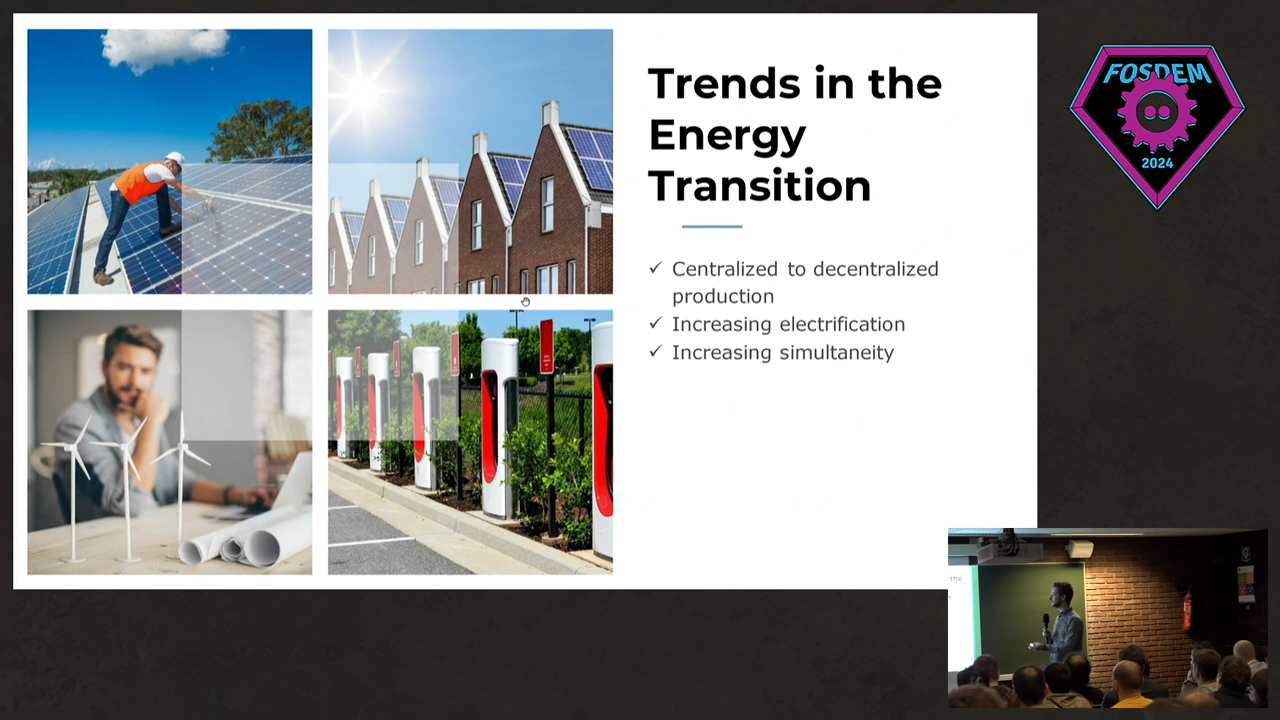 Trends in the
Energy
Transition
✓ Centralized to decentralized
production
✓ Increasing electrification
✓ Increasing simultaneity
FOSDEM
2024